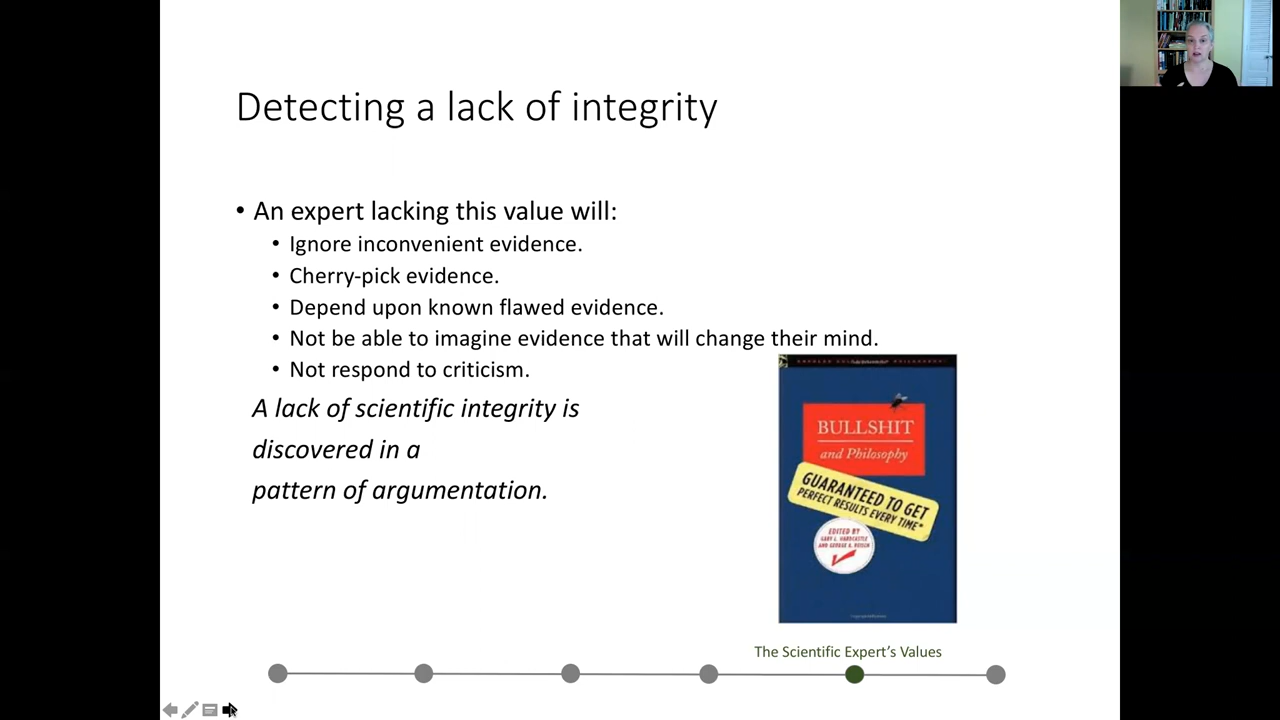 Detecting a lack of integrity
• An expert lacking this value will:
• Ignore inconvenient evidence.
• Cherry-pick evidence.
• Depend upon known flawed evidence.
• Not be able to imagine evidence that will change their mind.
• Not respond to criticism.
A lack of scientific integrity is
discovered in a
pattern of argumentation.
BULLSHIT
and Philosophy
GUARANTEED TO GET
PERFECT RESULTS EVERY TIME*
EDITED BY
GARY L. HARDCASTLE
AND GEORGE A. REISCH
The Scientific Expert's Values